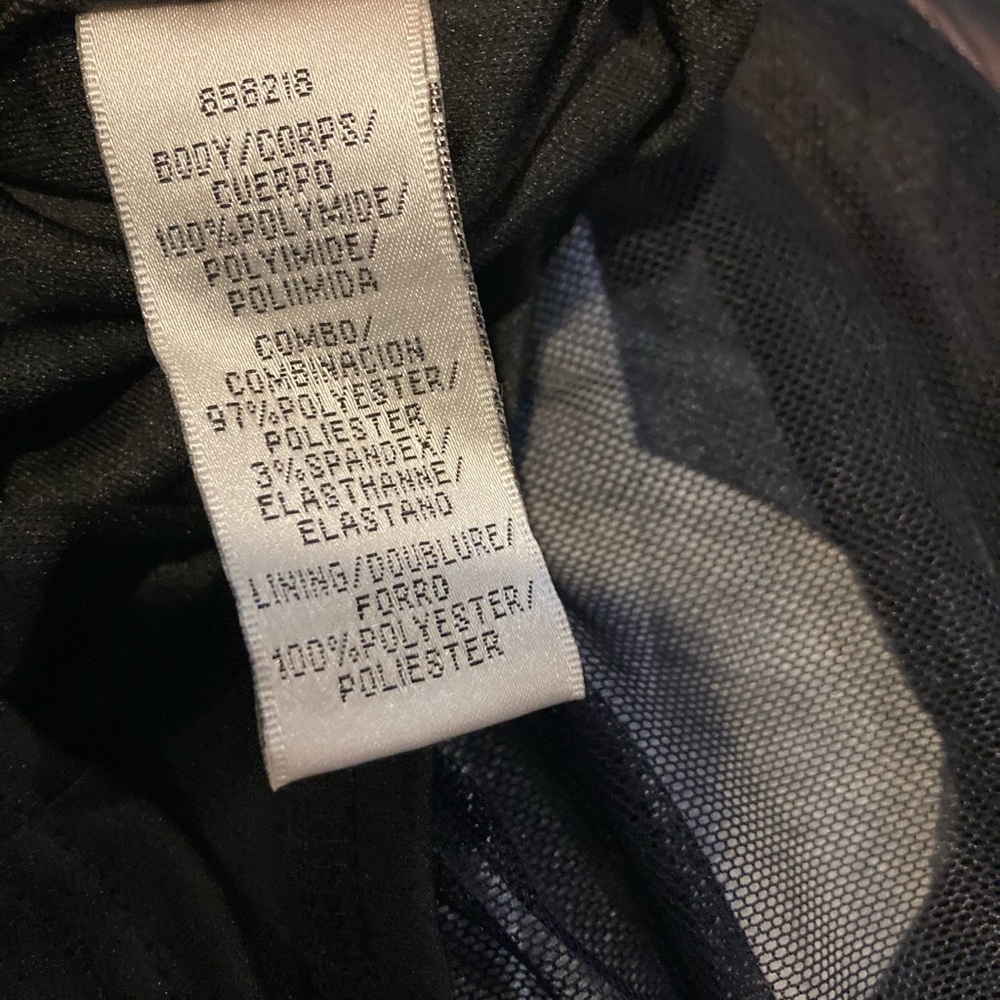 858218
BODY/CORPS/
CUERPO
100%POLYMIDE/
POLYIMIDE/
POLIIMIDA
COMBO/
COMBINACION
97%POLYESTER/
POLIESTER
3%SPANDEX/
ELASTHANNE/
ELASTANO
LINING/DOUBLURE/
FORRO
100%POLYESTER/
POLIESTER